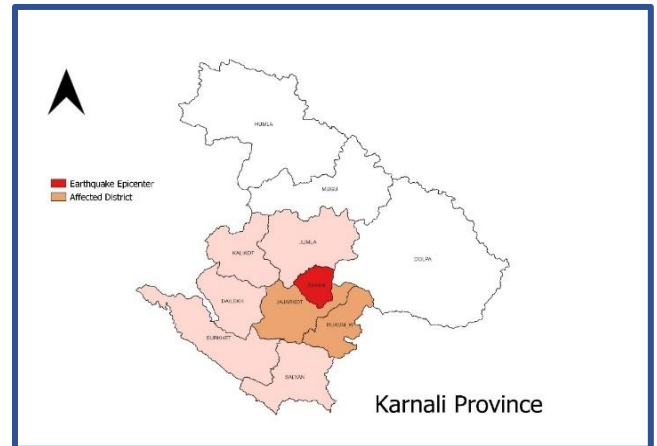 HUMLA
MUGU
Earthquake Epicenter
Affected District
JUMLA
KALIKOT
DOLPA
DAILEKH
JAJARKOT
SURKHET
SALYAN
Karnali Province